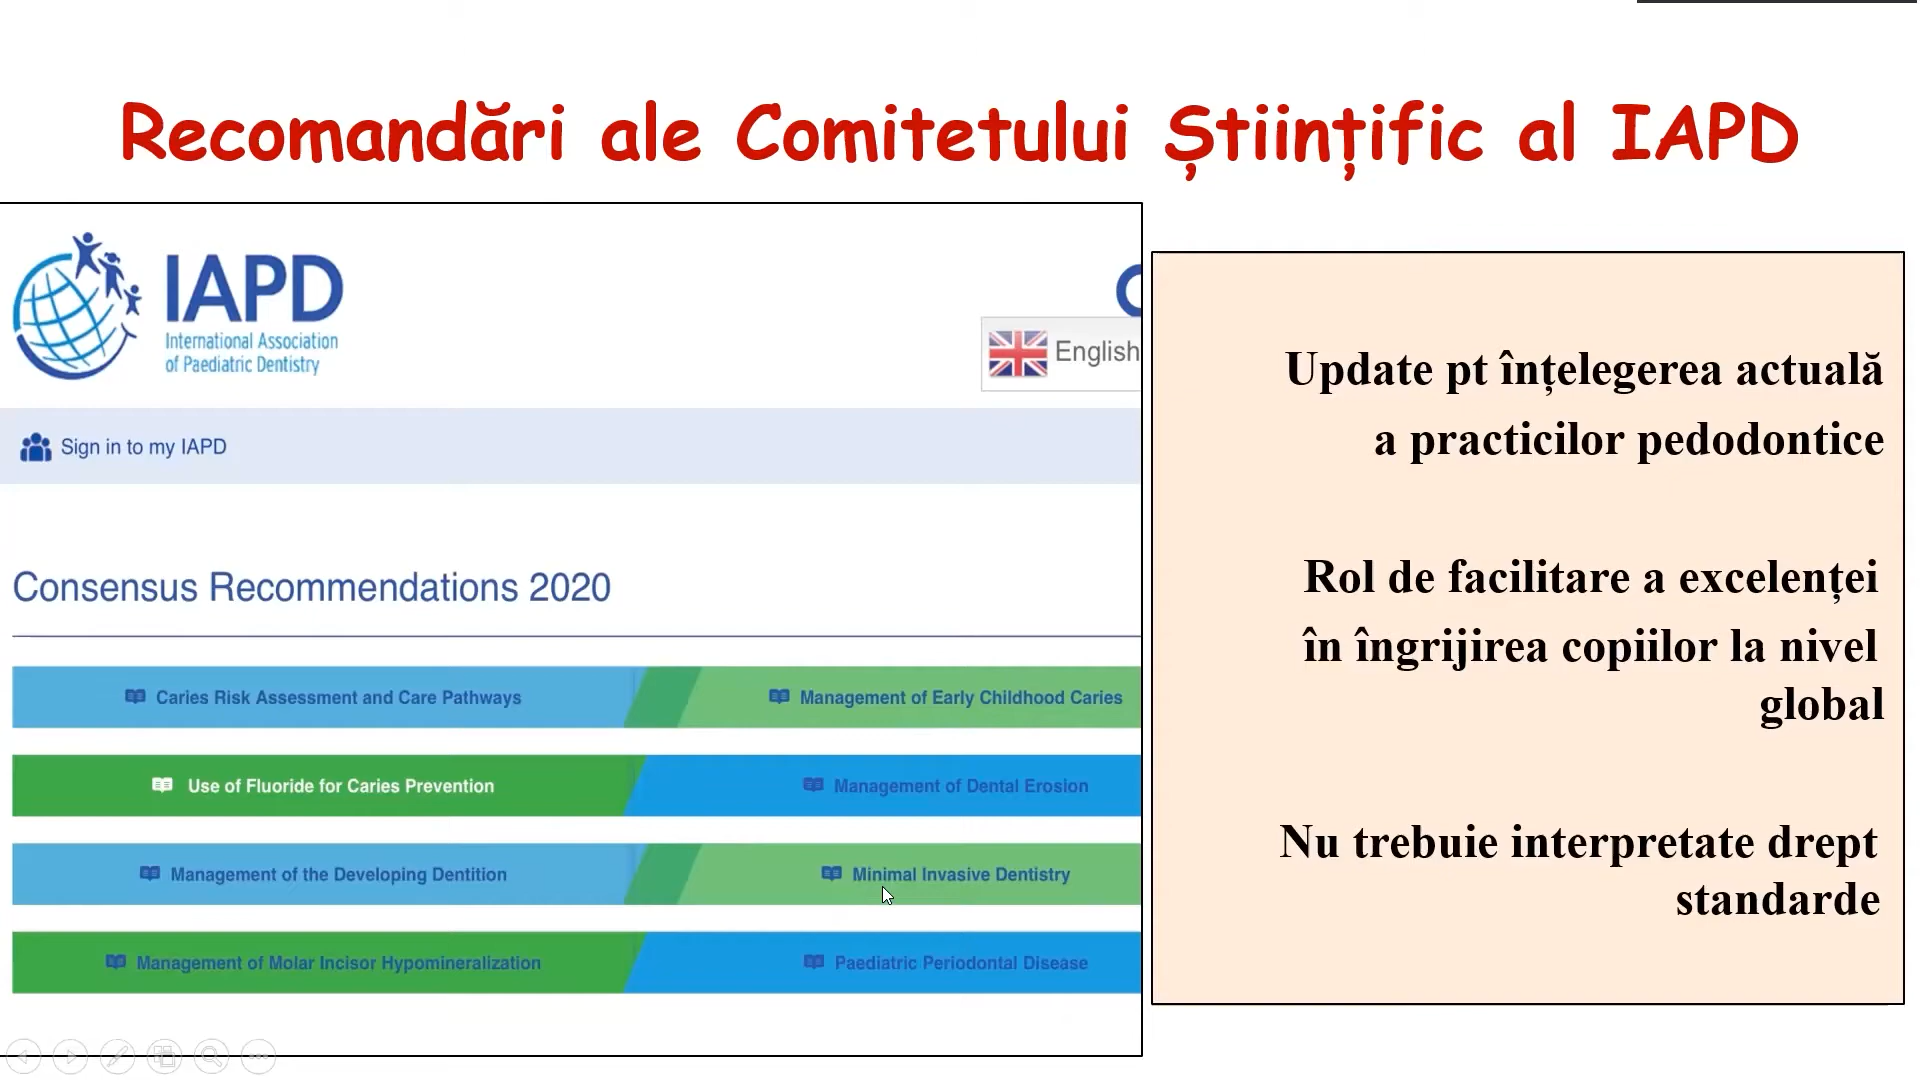 Recomandări ale Comitetului Științific al IAPD
IAPD
International Association
of Paediatric Dentistry
English
Sign in to my IAPD
Consensus Recommendations 2020
Caries Risk Assessment and Care Pathways
Management of Early Childhood Caries
Use of Fluoride for Caries Prevention
Management of Dental Erosion
Management of the Developing Dentition
Minimal Invasive Dentistry
Management of Molar Incisor Hypomineralization
Paediatric Periodontal Disease
Update pt înțelegerea actuală
a practicilor pedodontice
Rol de facilitare a excelenței
în îngrijirea copiilor la nivel
global
Nu trebuie interpretate drept
standarde